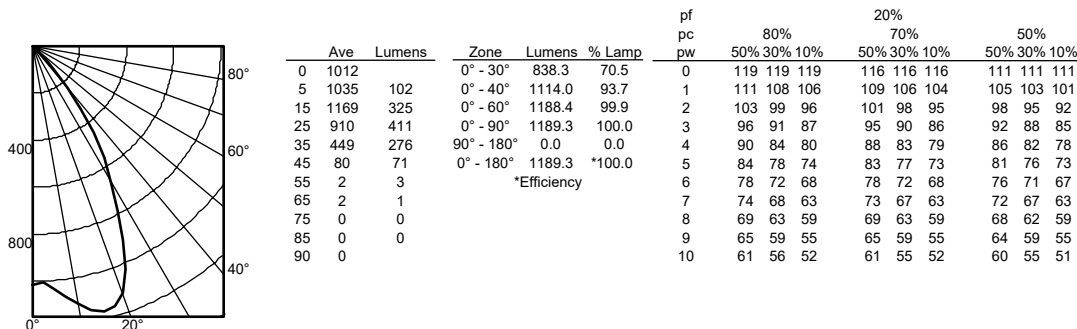 pf 20%
pc 80% 70% 50%
Ave Lumens Zone Lumens % Lamp pw 50% 30% 10% 50% 30% 10% 50% 30% 10%
80°
60°
40°
400
800
0° 20°
0 1012
5 1035 102
15 1169 325
25 910 411
35 449 276
45 80 71
55 2 3
65 2 1
75 0 0
85 0 0
90 0
0° - 30° 838.3 70.5
0° - 40° 1114.0 93.7
0° - 60° 1188.4 99.9
0° - 90° 1189.3 100.0
90° - 180° 0.0 0.0
0° - 180° 1189.3 *100.0
*Efficiency
0 119 119 119 116 116 116 111 111 111
1 111 108 106 109 106 104 105 103 101
2 103 99 96 101 98 95 98 95 92
3 96 91 87 95 90 86 92 88 85
4 90 84 80 88 83 79 86 82 78
5 84 78 74 83 77 73 81 76 73
6 78 72 68 78 72 68 76 71 67
7 74 68 63 73 67 63 72 67 63
8 69 63 59 69 63 59 68 62 59
9 65 59 55 65 59 55 64 59 55
10 61 56 52 61 55 52 60 55 51